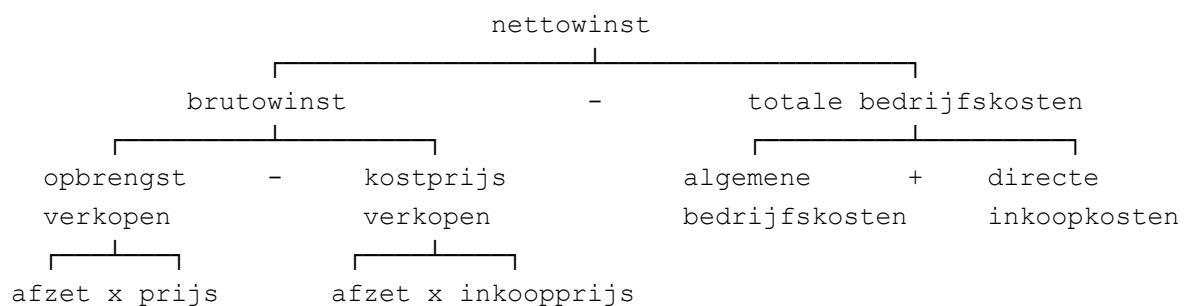 nettowinst
brutowinst - totale bedrijfskosten
opbrengst - kostprijs algemene + directe
verkopen verkopen bedrijfskosten inkoopkosten
afzet x prijs afzet x inkoopprijs